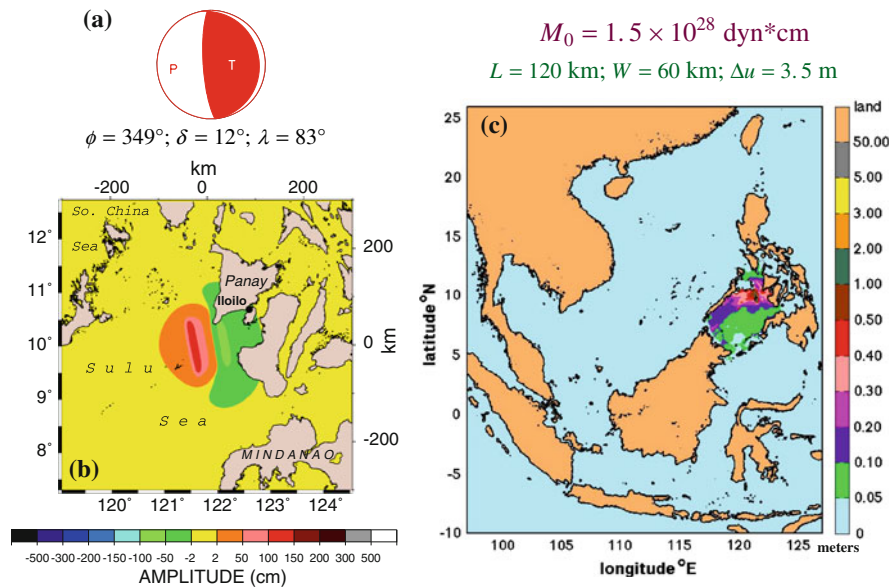 (a)
P
T
ϕ = 349°; δ = 12°; λ = 83°
km
-200 0 200
So. China
Sea
12°
11°
10°
9°
8°
Panay
Iloilo
S u l u
S e a
MINDANAO
200
0
-200
km
(b)
120° 121° 122° 123° 124°
-500 -300 -200 -150 -100 -50 -2 2 50 100 150 200 300 500
AMPLITUDE (cm)
M₀ = 1.5 × 10²⁸ dyn*cm
L = 120 km; W = 60 km; Δu = 3.5 m
(c)
25
20
15
10
5
0
-5
-10
latitude °N
100 105 110 115 120 125
longitude °E
land
50.00
5.00
3.00
2.00
1.00
0.50
0.40
0.30
0.20
0.10
0.05
0
meters